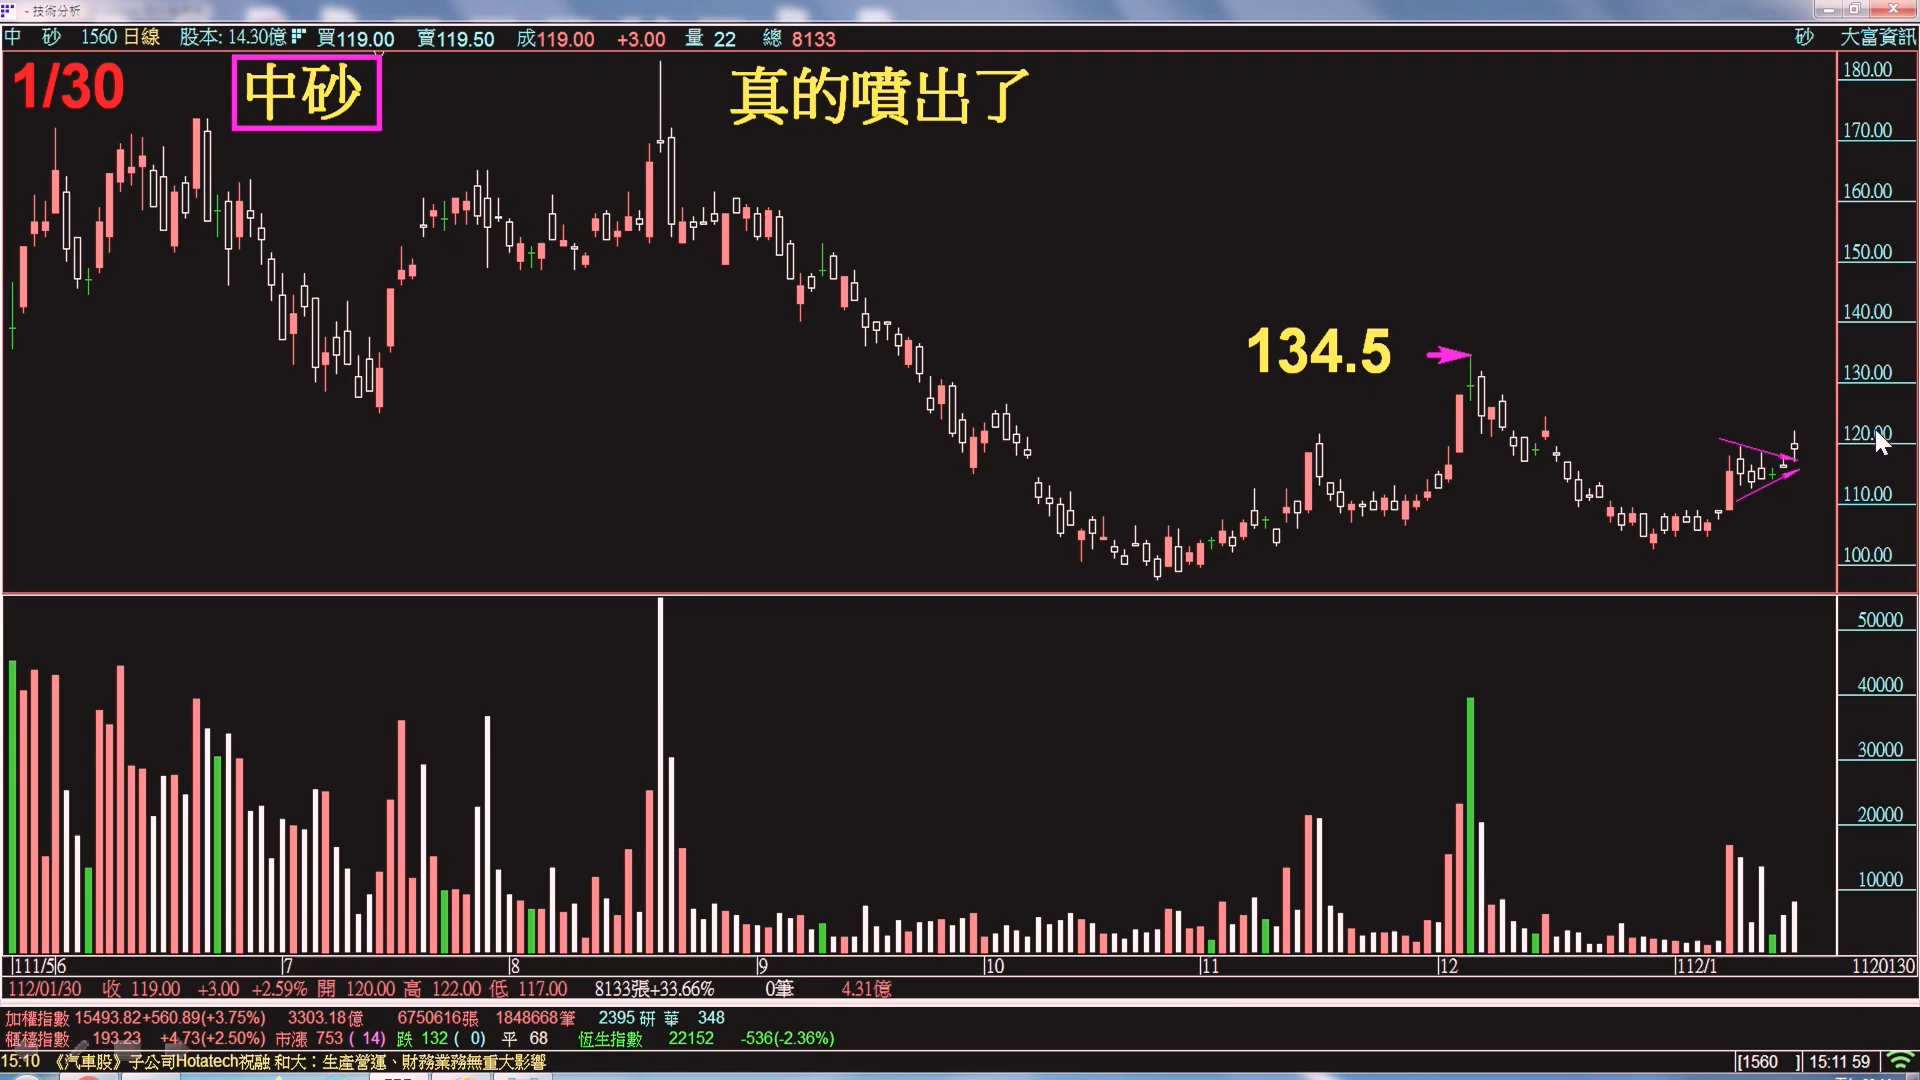 - 技術分析
中 砂 1560 日線 股本: 14.30億 買119.00 賣119.50 成119.00 +3.00 量 22 總 8133 砂 大富資訊
1/30 中砂 真的噴出了
180.00
170.00
160.00
150.00
140.00
134.5
130.00
120.00
110.00
100.00
50000
40000
30000
20000
10000
111/5 6 7 8 9 10 11 12 112/1 1120130
112/01/30 收 119.00 +3.00 +2.59% 開 120.00 高 122.00 低 117.00 8133張+33.66% 0筆 4.31億
加權指數 15493.82+560.89(+3.75%) 3303.18億 6750616張 1848668筆 2395 研 華 348
櫃檯指數 193.23 +4.73(+2.50%) 市漲 753 ( 14) 跌 132 ( 0) 平 68 恆生指數 22152 -536(-2.36%)
15:10 《汽車股》子公司Hotatech祝融 和大：生產營運、財務業務無重大影響 [1560 ] 15:11 59